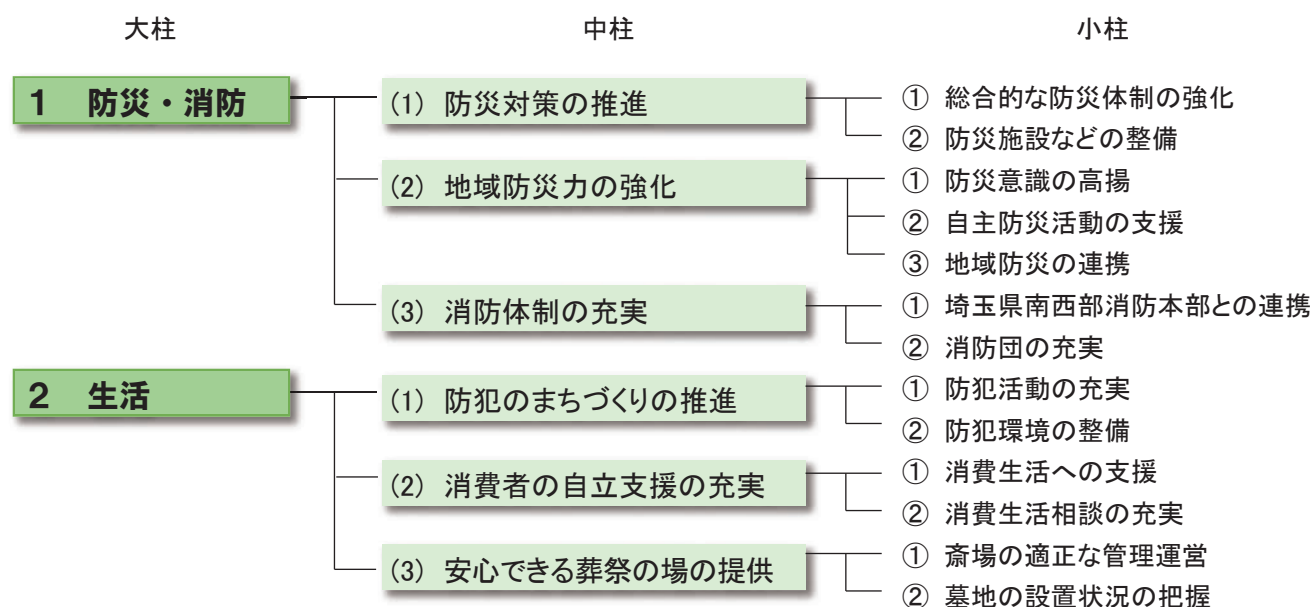 大柱 中柱 小柱
1 防災・消防
(1) 防災対策の推進
① 総合的な防災体制の強化
② 防災施設などの整備
(2) 地域防災力の強化
① 防災意識の高揚
② 自主防災活動の支援
③ 地域防災の連携
(3) 消防体制の充実
① 埼玉県南西部消防本部との連携
② 消防団の充実
2 生活
(1) 防犯のまちづくりの推進
① 防犯活動の充実
② 防犯環境の整備
(2) 消費者の自立支援の充実
① 消費生活への支援
② 消費生活相談の充実
(3) 安心できる葬祭の場の提供
① 斎場の適正な管理運営
② 墓地の設置状況の把握